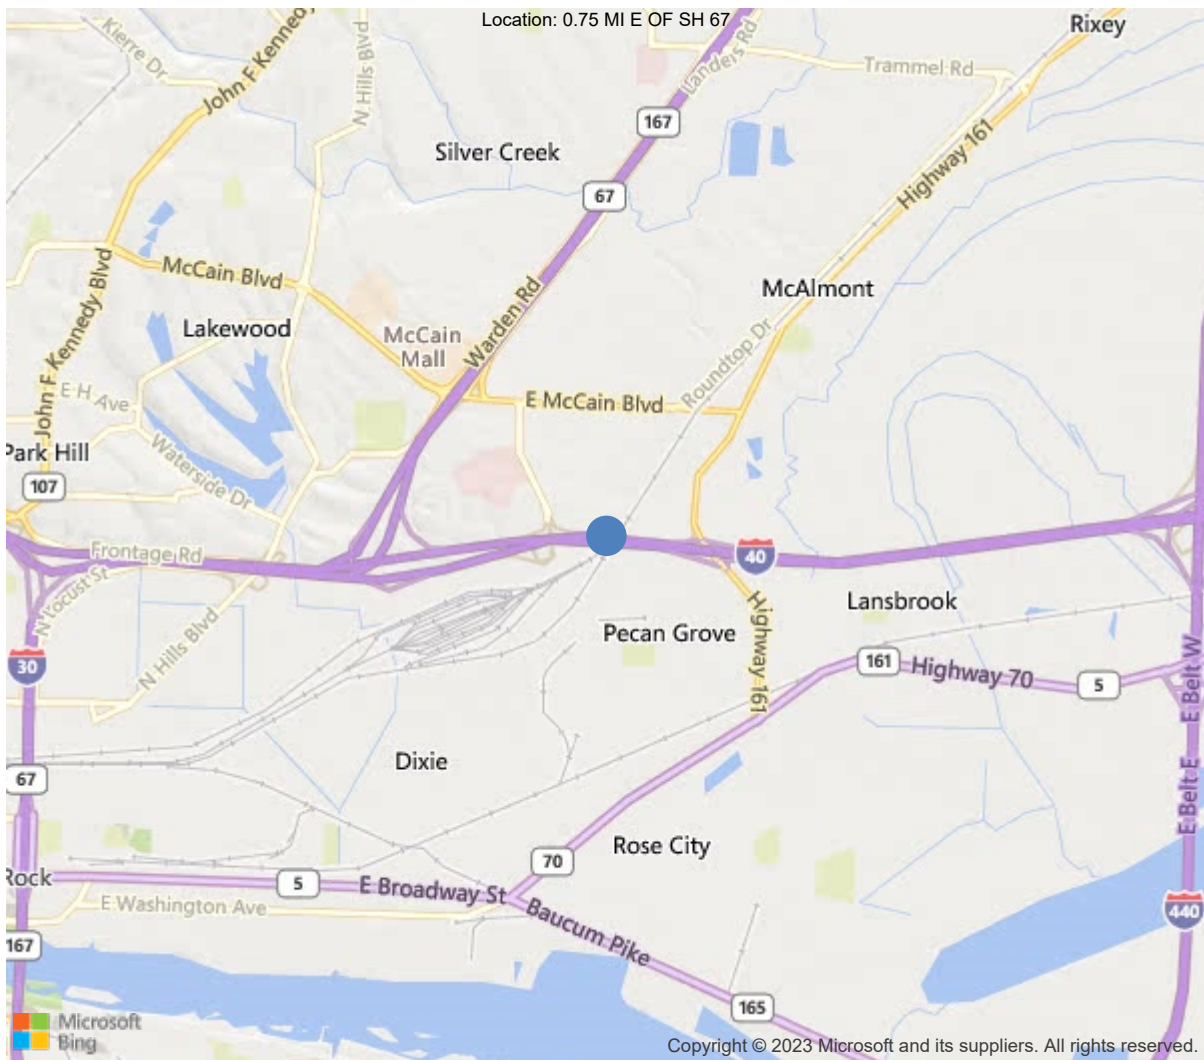 Location: 0.75 MI E OF SH 67
Rixey
Kierre Dr
John F Kennedy
N Hills Blvd
Landers Rd
Trammel Rd
167
Silver Creek
Highway 161
67
McCain Blvd
McAlmont
John F Kennedy Blvd
Lakewood
McCain
Mall
Warden Rd
Roundtop Dr
E H Ave
E McCain Blvd
Park Hill
Waterside Dr
107
Frontage Rd
40
N Locust St
Lansbrook
Highway 161
Pecan Grove
30
N Hills Blvd
161
Highway 70
5
E Belt W
67
Dixie
E Belt E
Rose City
70
Rock
5
E Broadway St
E Washington Ave
Baucum Pike
440
167
165
Microsoft
Bing
Copyright © 2023 Microsoft and its suppliers. All rights reserved.